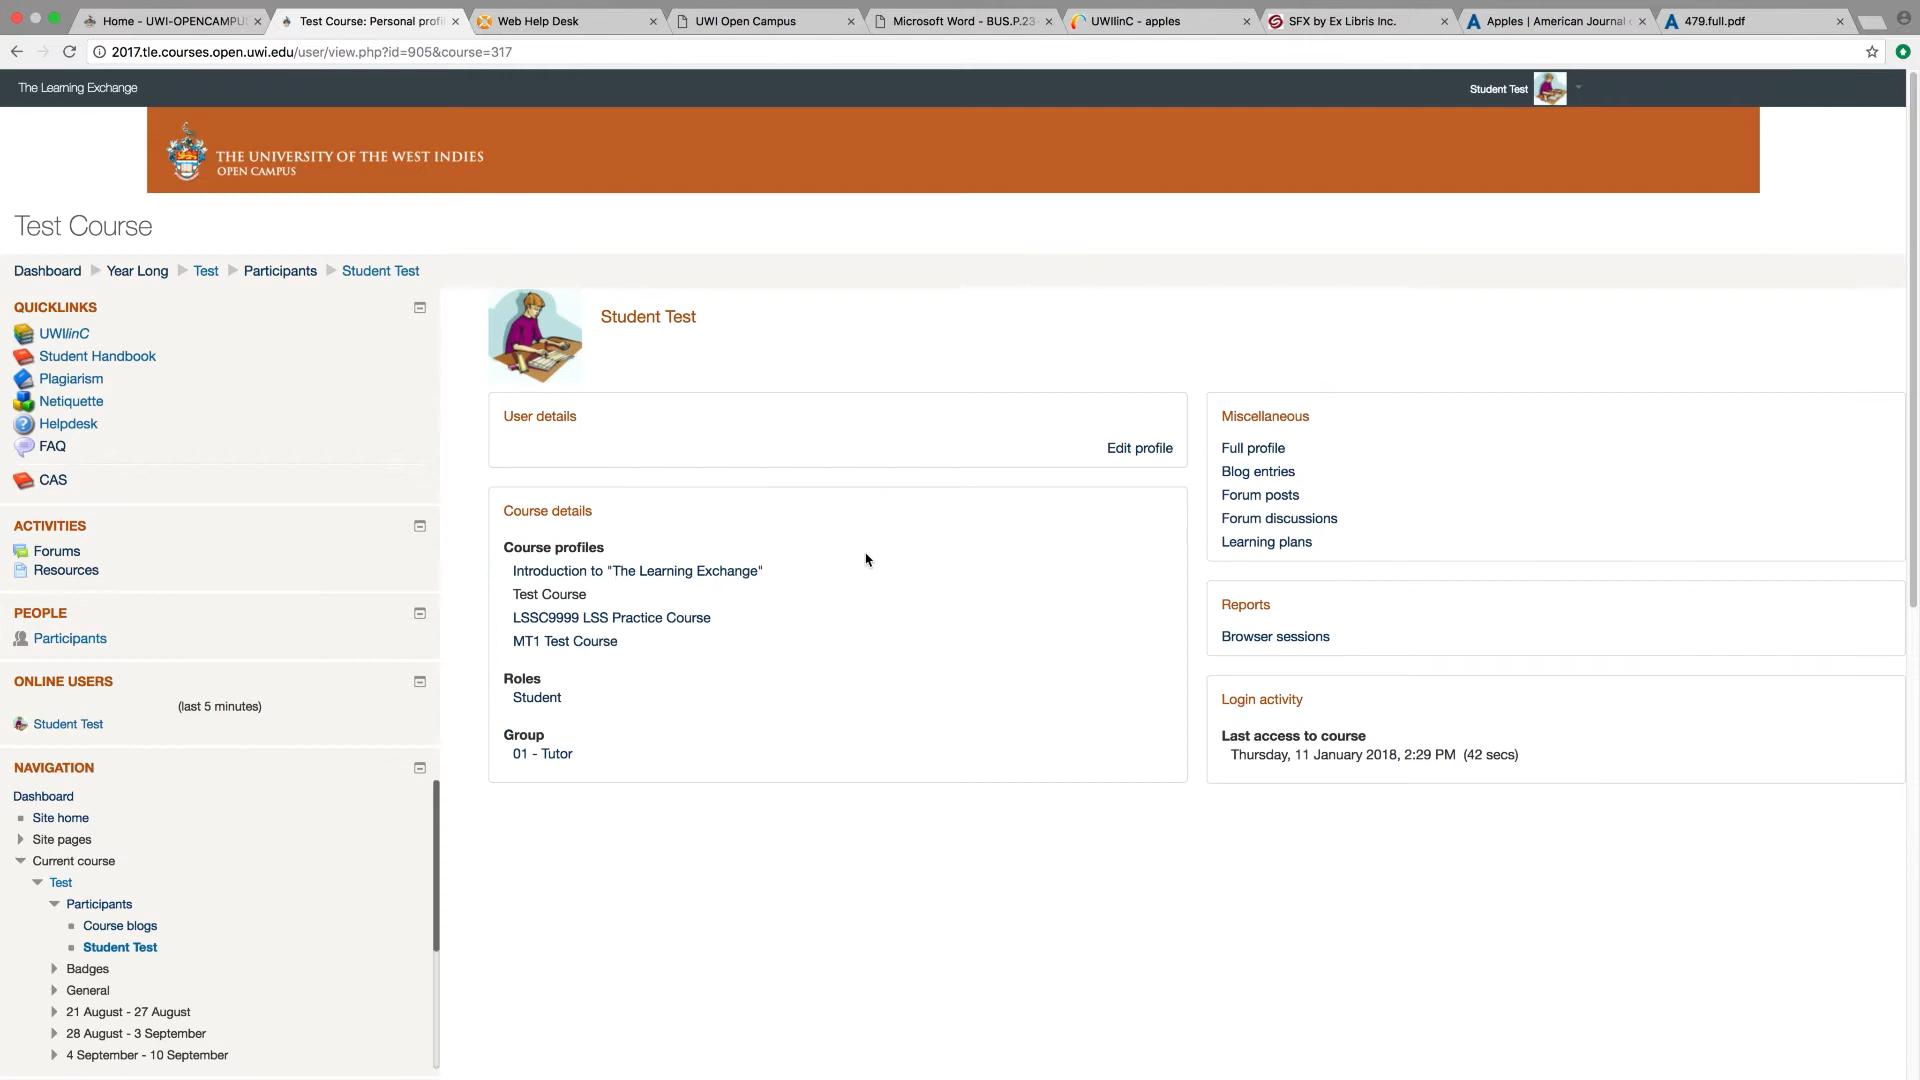 Home - UWI-OPENCAMPU
Test Course: Personal profi
Web Help Desk
UWI Open Campus
Microsoft Word - BUS.P.23
UWIlinC - apples
SFX by Ex Libris Inc.
Apples | American Journal
479.full.pdf
2017.tle.courses.open.uwi.edu/user/view.php?id=905&course=317
The Learning Exchange
Student Test
THE UNIVERSITY OF THE WEST INDIES
OPEN CAMPUS
Test Course
Dashboard Year Long Test Participants Student Test
QUICKLINKS
UWIlinC
Student Handbook
Plagiarism
Netiquette
Helpdesk
FAQ
CAS
ACTIVITIES
Forums
Resources
PEOPLE
Participants
ONLINE USERS
(last 5 minutes)
Student Test
NAVIGATION
Dashboard
Site home
Site pages
Current course
Test
Participants
Course blogs
Student Test
Badges
General
21 August - 27 August
28 August - 3 September
4 September - 10 September
Student Test
User details
Edit profile
Course details
Course profiles
Introduction to "The Learning Exchange"
Test Course
LSSC9999 LSS Practice Course
MT1 Test Course
Roles
Student
Group
01 - Tutor
Miscellaneous
Full profile
Blog entries
Forum posts
Forum discussions
Learning plans
Reports
Browser sessions
Login activity
Last access to course
Thursday, 11 January 2018, 2:29 PM (42 secs)